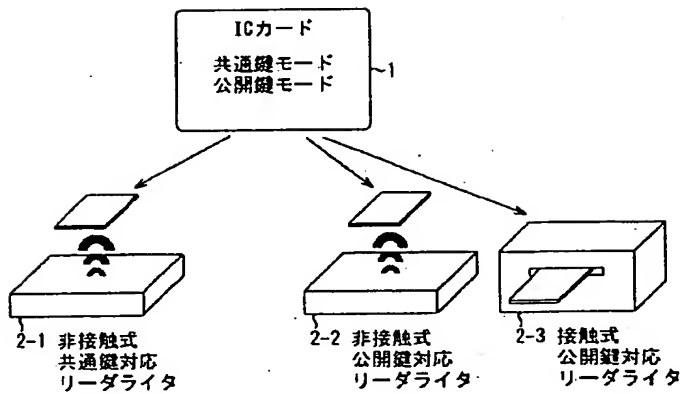 ICカード
共通鍵モード
公開鍵モード
1
2-1 非接触式
共通鍵対応
リーダライタ
2-2 非接触式
公開鍵対応
リーダライタ
2-3 接触式
公開鍵対応
リーダライタ